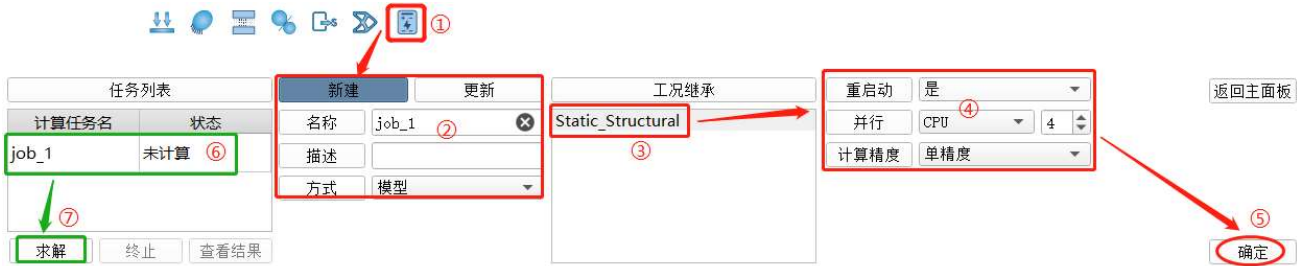 ①
任务列表 新建 更新 工况继承 重启动 是 返回主面板
计算任务名 状态 名称 job_1 ② Static_Structural 并行 CPU ④ 4
job_1 未计算 ⑥ 描述 ③ 计算精度 单精度
方式 模型
⑦ ⑤
求解 终止 查看结果 确定